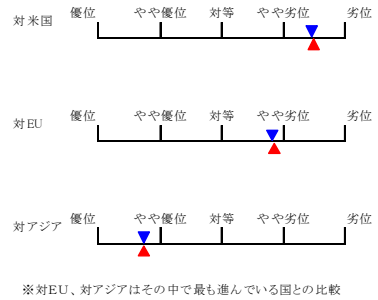 対米国 優位 やや優位 対等 やや劣位 劣位
対EU 優位 やや優位 対等 やや劣位 劣位
対アジア 優位 やや優位 対等 やや劣位 劣位
※対EU、対アジアはその中で最も進んでいる国との比較